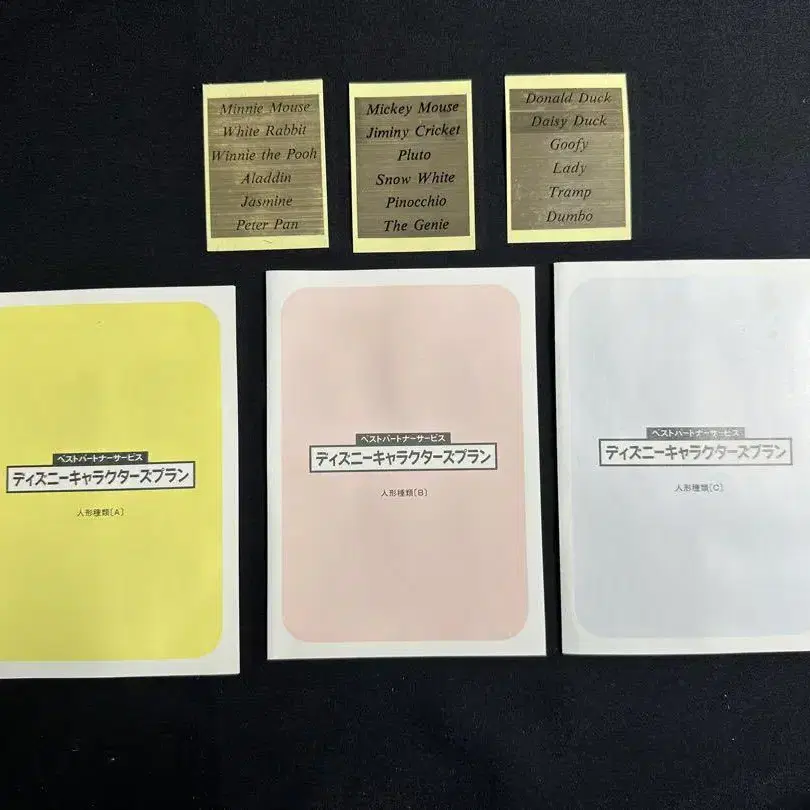 Minnie Mouse
White Rabbit
Winnie the Pooh
Aladdin
Jasmine
Peter Pan
Mickey Mouse
Jiminy Cricket
Pluto
Snow White
Pinocchio
The Genie
Donald Duck
Daisy Duck
Goofy
Lady
Tramp
Dumbo
ベストパートナーサービス
ディズニーキャラクターズプラン
人形種類〔A〕
ベストパートナーサービス
ディズニーキャラクターズプラン
人形種類〔B〕
ベストパートナーサービス
ディズニーキャラクターズプラン
人形種類〔C〕